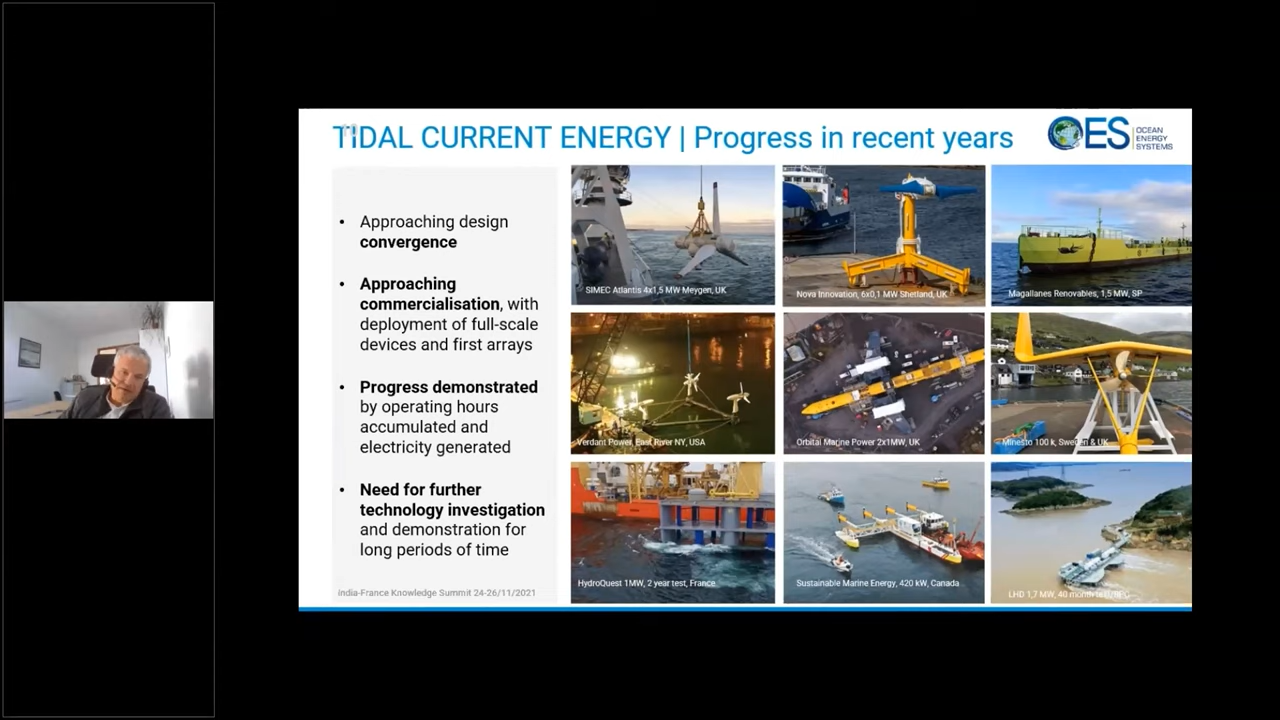 TIDAL CURRENT ENERGY | Progress in recent years
OES
OCEAN
ENERGY
SYSTEMS
• Approaching design
convergence
• Approaching
commercialisation, with
deployment of full-scale
devices and first arrays
• Progress demonstrated
by operating hours
accumulated and
electricity generated
• Need for further
technology investigation
and demonstration for
long periods of time
India-France Knowledge Summit 24-26/11/2021
SIMEC Atlantis 4x1,5 MW Meygen, UK
Nova Innovation, 6x0,1 MW Shetland, UK
Magallanes Renovables, 1,5 MW, SP
Verdant Power, East River NY, USA
Orbital Marine Power 2x1MW, UK
Minesto 100 k, Sweden & UK
HydroQuest 1MW, 2 year test, France
Sustainable Marine Energy, 420 kW, Canada
LHD 1,7 MW, 40 month